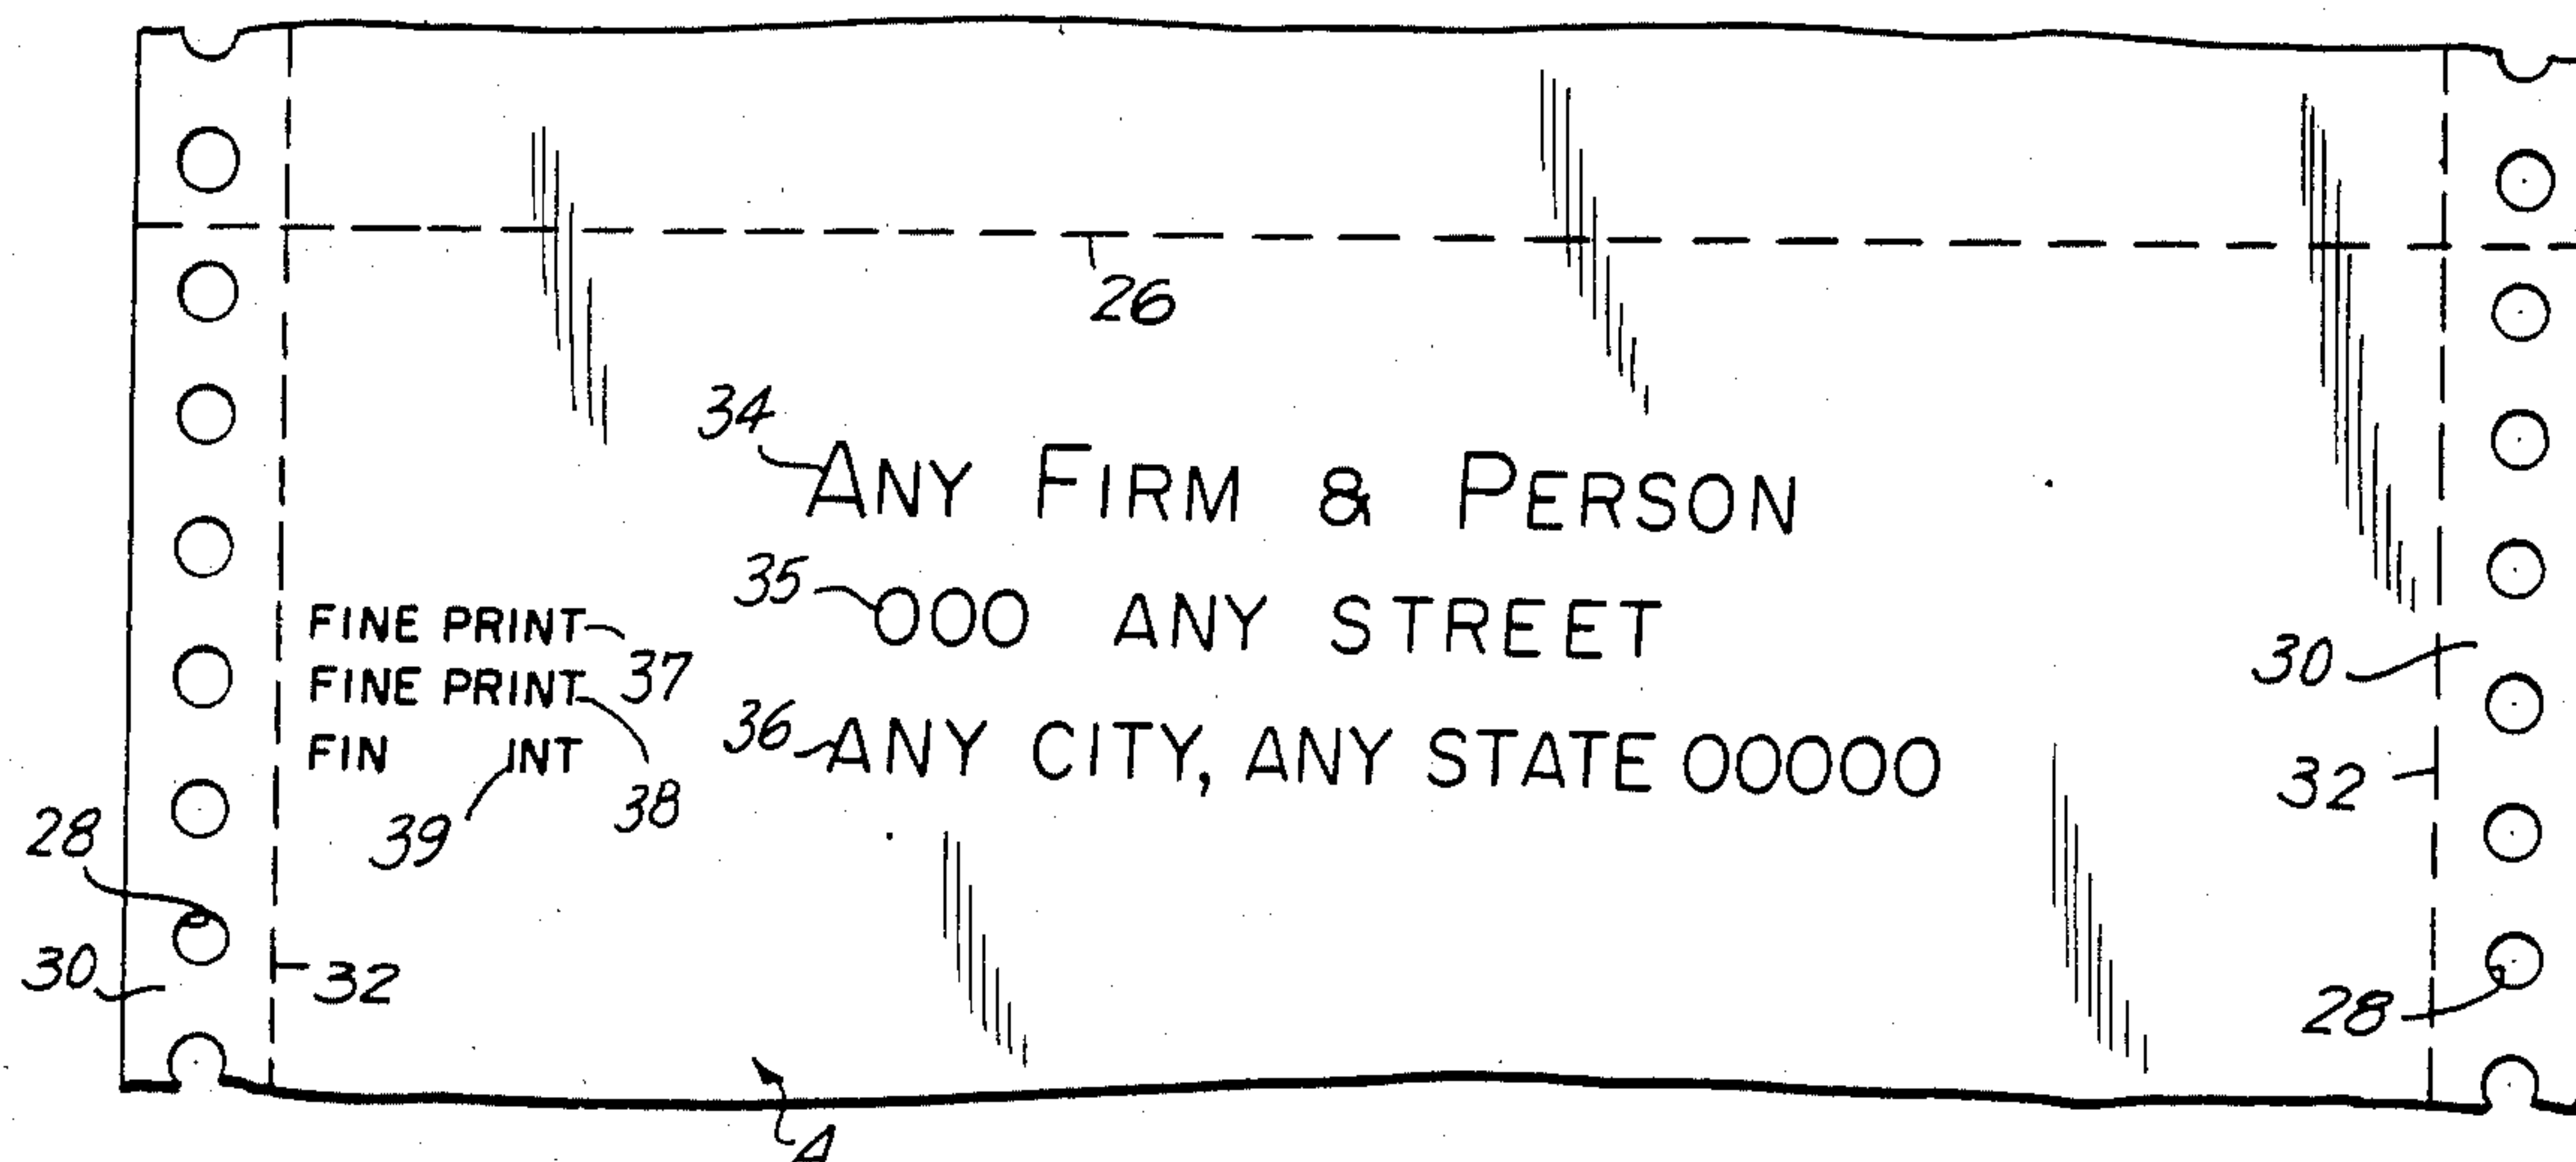 26
34
ANY FIRM & PERSON
35
000 ANY STREET
FINE PRINT
37
FINE PRINT
36
ANY CITY, ANY STATE 00000
FIN INT
39
38
30
32
28
30
32
28
A